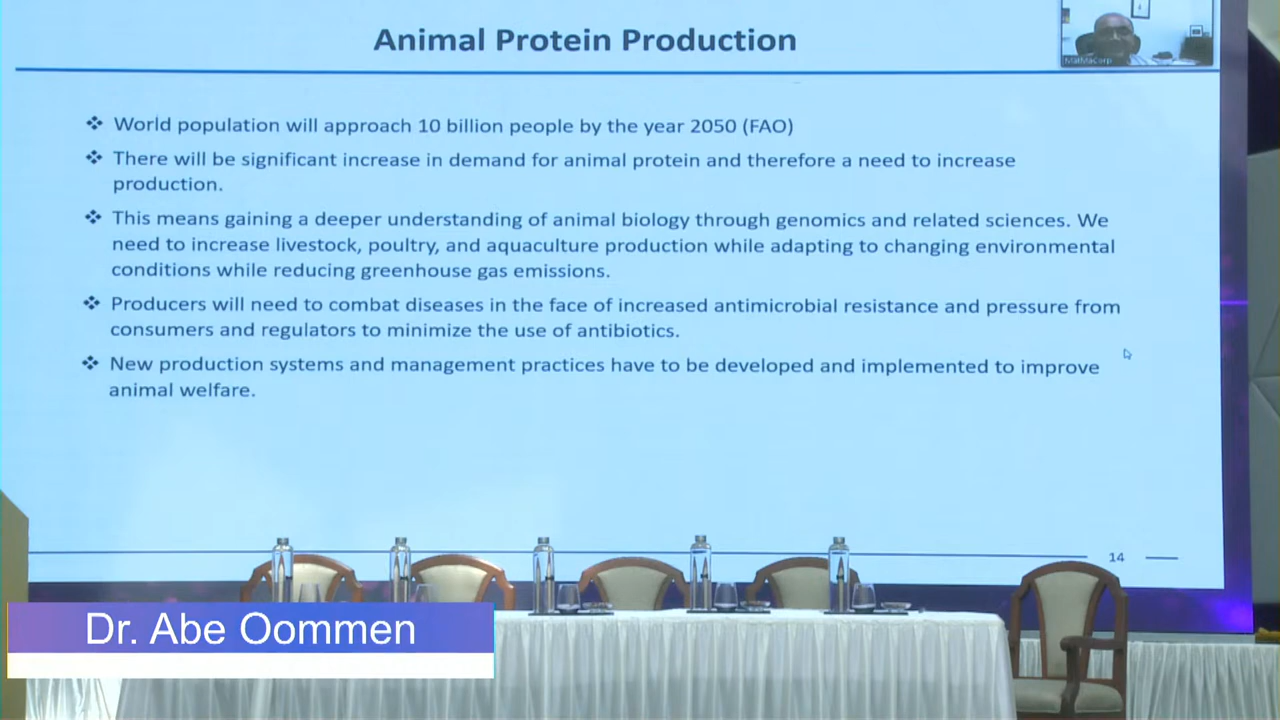 Animal Protein Production
MatMaCorp
❖ World population will approach 10 billion people by the year 2050 (FAO)
❖ There will be significant increase in demand for animal protein and therefore a need to increase
production.
❖ This means gaining a deeper understanding of animal biology through genomics and related sciences. We
need to increase livestock, poultry, and aquaculture production while adapting to changing environmental
conditions while reducing greenhouse gas emissions.
❖ Producers will need to combat diseases in the face of increased antimicrobial resistance and pressure from
consumers and regulators to minimize the use of antibiotics.
❖ New production systems and management practices have to be developed and implemented to improve
animal welfare.
14
Dr. Abe Oommen